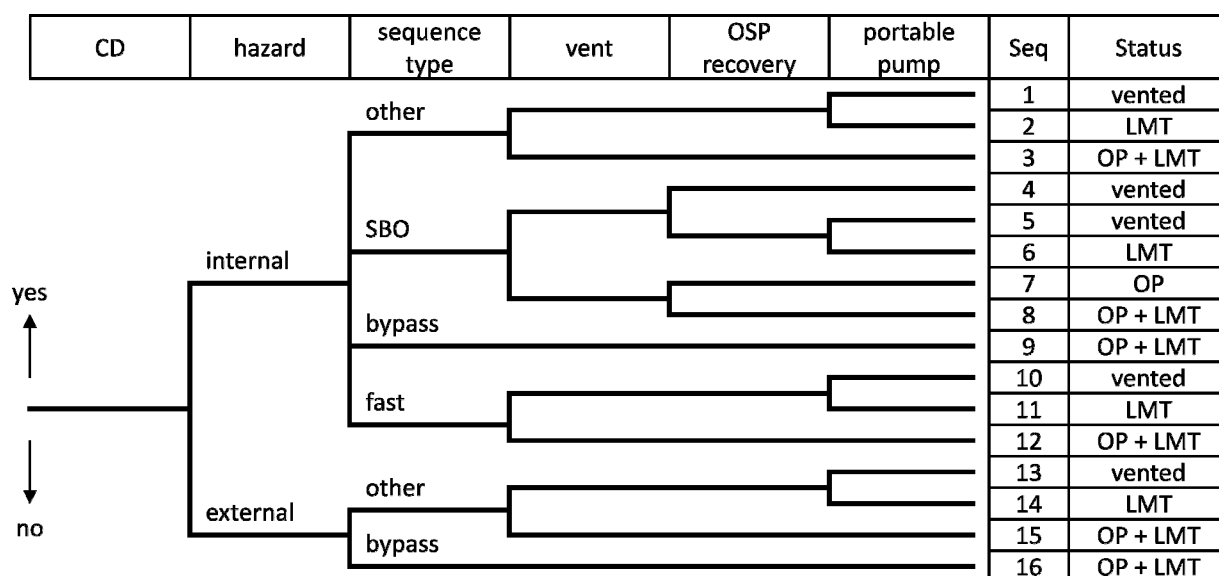 CD hazard sequence type vent OSP recovery portable pump Seq Status
other
1 vented
2 LMT
3 OP + LMT
4 vented
SBO
5 vented
6 LMT
internal
7 OP
yes
bypass
8 OP + LMT
9 OP + LMT
10 vented
fast
11 LMT
12 OP + LMT
other
13 vented
external
14 LMT
no
bypass
15 OP + LMT
16 OP + LMT